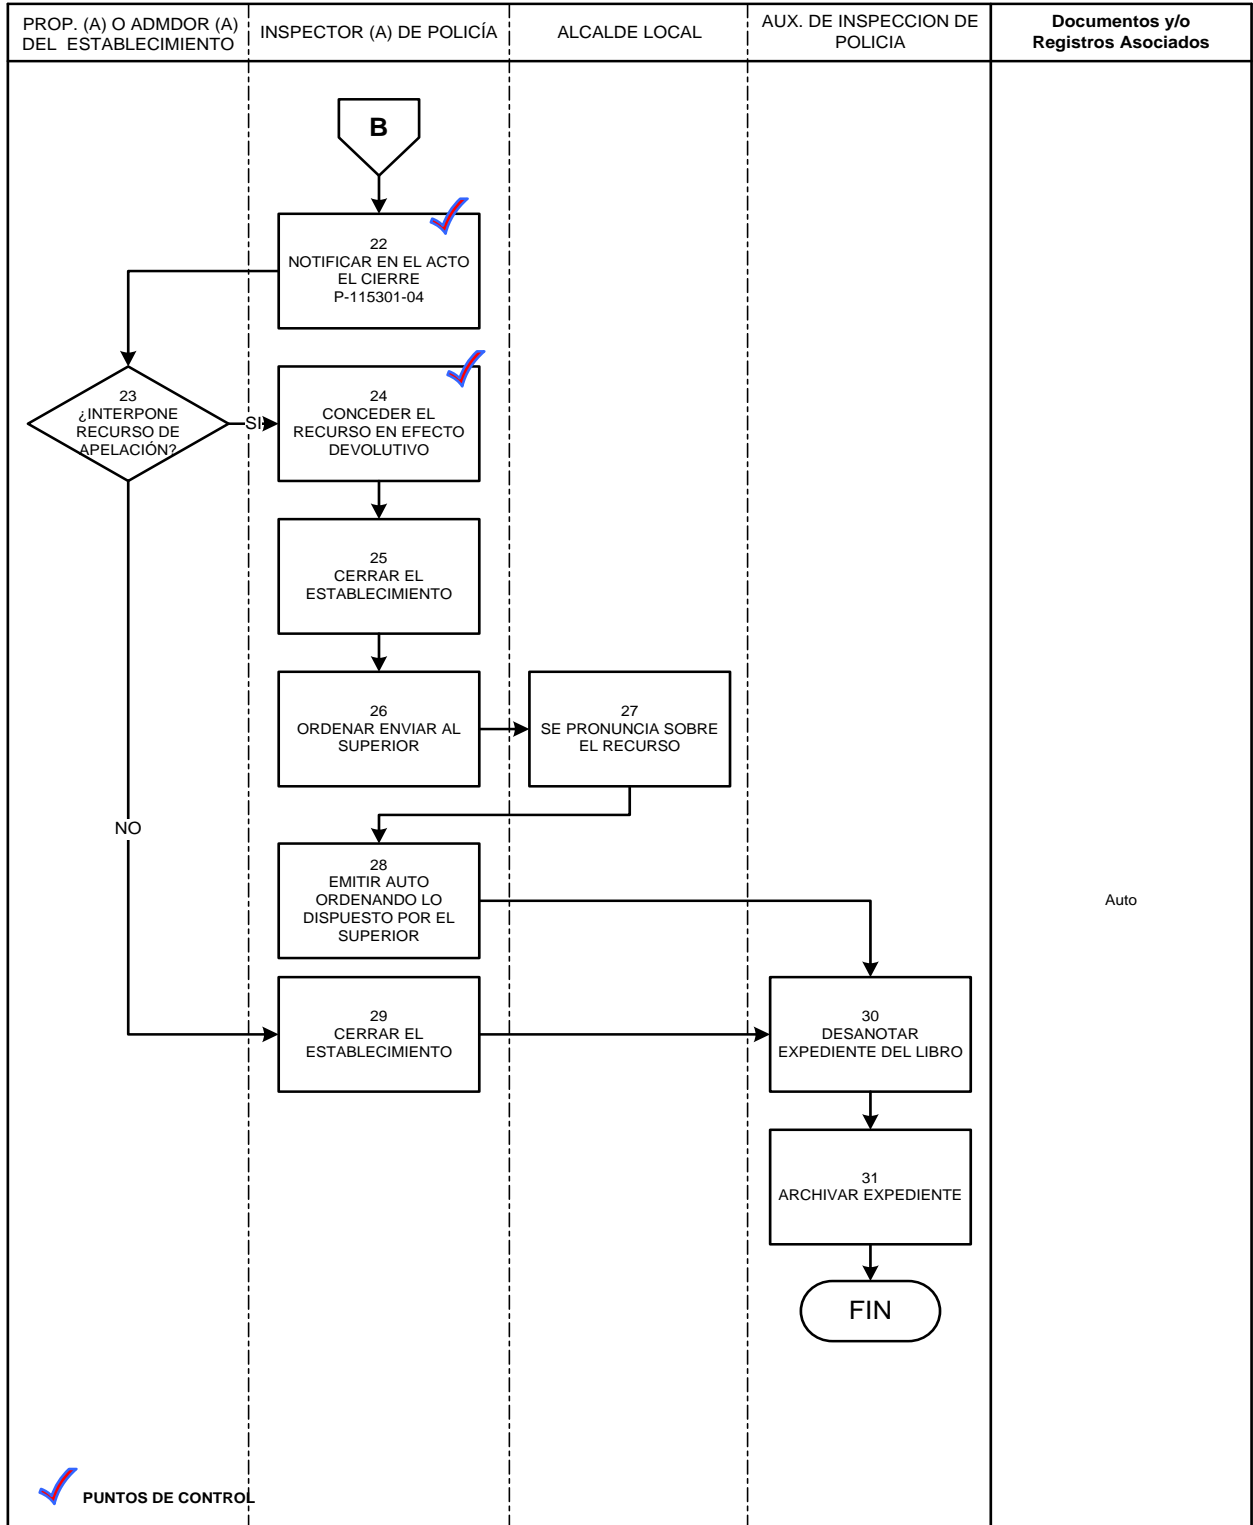 PROP. (A) O ADMDOR (A)
DEL ESTABLECIMIENTO
INSPECTOR (A) DE POLICÍA
ALCALDE LOCAL
AUX. DE INSPECCION DE
POLICIA
Documentos y/o
Registros Asociados
B
22
NOTIFICAR EN EL ACTO
EL CIERRE
P-115301-04
23
¿INTERPONE
RECURSO DE
APELACIÓN?
SI
24
CONCEDER EL
RECURSO EN EFECTO
DEVOLUTIVO
25
CERRAR EL
ESTABLECIMIENTO
26
ORDENAR ENVIAR AL
SUPERIOR
27
SE PRONUNCIA SOBRE
EL RECURSO
NO
28
EMITIR AUTO
ORDENANDO LO
DISPUESTO POR EL
SUPERIOR
Auto
29
CERRAR EL
ESTABLECIMIENTO
30
DESANOTAR
EXPEDIENTE DEL LIBRO
31
ARCHIVAR EXPEDIENTE
FIN
PUNTOS DE CONTROL